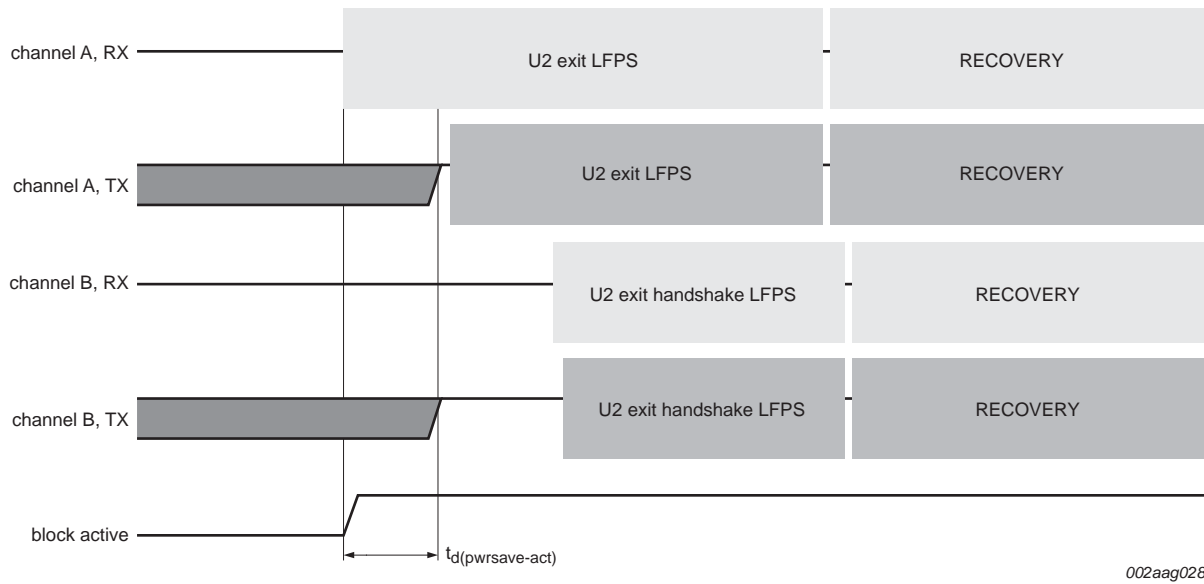 channel A, RX
U2 exit LFPS
RECOVERY
channel A, TX
U2 exit LFPS
RECOVERY
channel B, RX
U2 exit handshake LFPS
RECOVERY
channel B, TX
U2 exit handshake LFPS
RECOVERY
block active
td(pwrsave-act)
002aag028